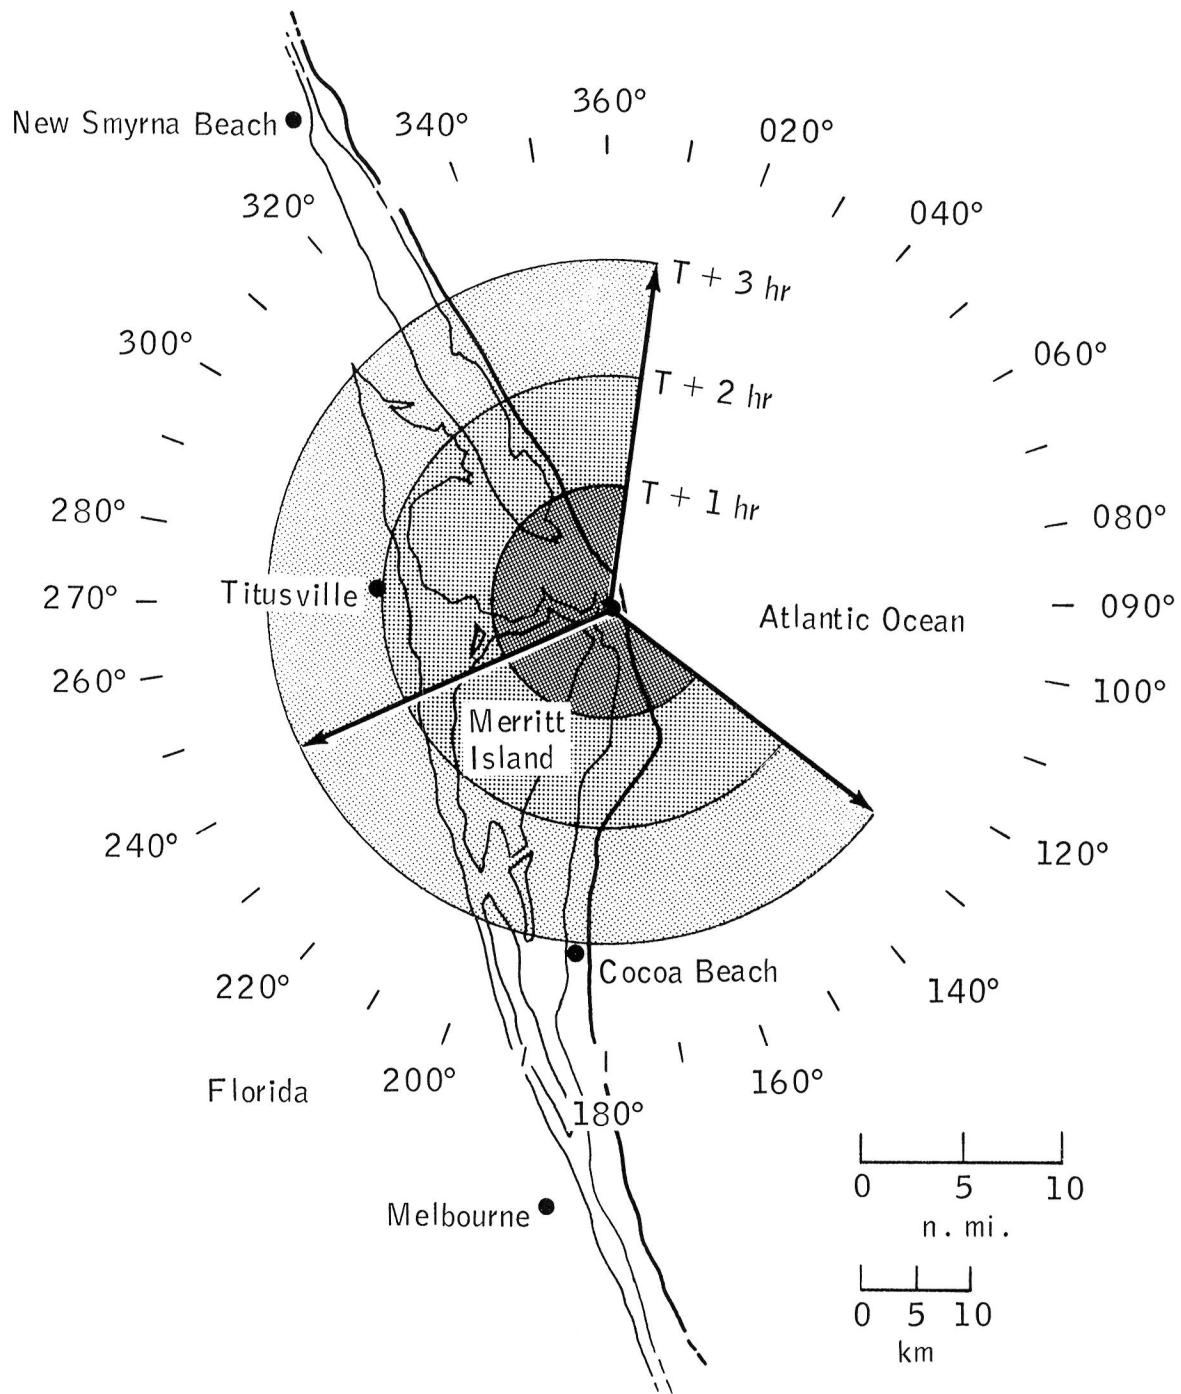 360°
New Smyrna Beach
340°
020°
320°
040°
T + 3 hr
300°
060°
T + 2 hr
T + 1 hr
280°
080°
Titusville
270°
090°
Atlantic Ocean
260°
100°
Merritt
Island
240°
120°
Cocoa Beach
220°
140°
Florida
200°
160°
180°
0 5 10
n. mi.
Melbourne
0 5 10
km